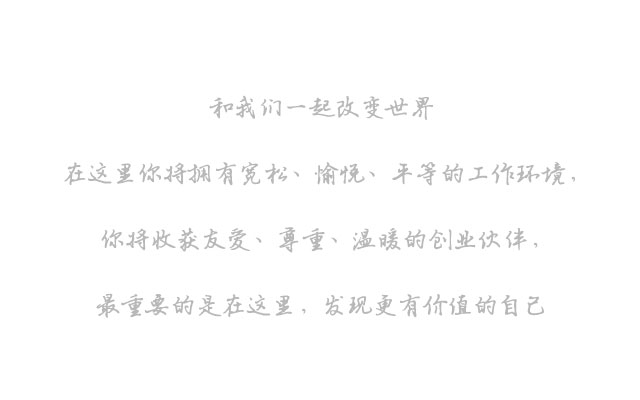 和我们一起改变世界
在这里你将拥有宽松、愉悦、平等的工作环境，
你将收获友爱、尊重、温暖的创业伙伴，
最重要的是在这里，发现更有价值的自己